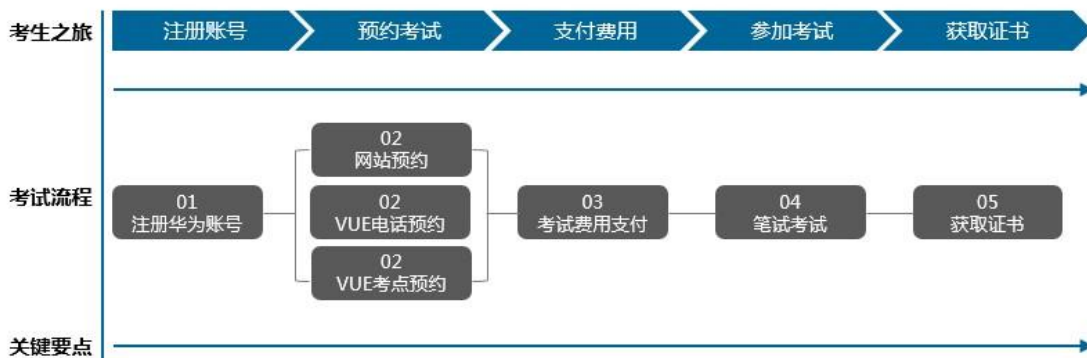 考生之旅
注册账号
预约考试
支付费用
参加考试
获取证书
考试流程
01
注册华为账号
02
网站预约
02
VUE电话预约
02
VUE考点预约
03
考试费用支付
04
笔试考试
05
获取证书
关键要点